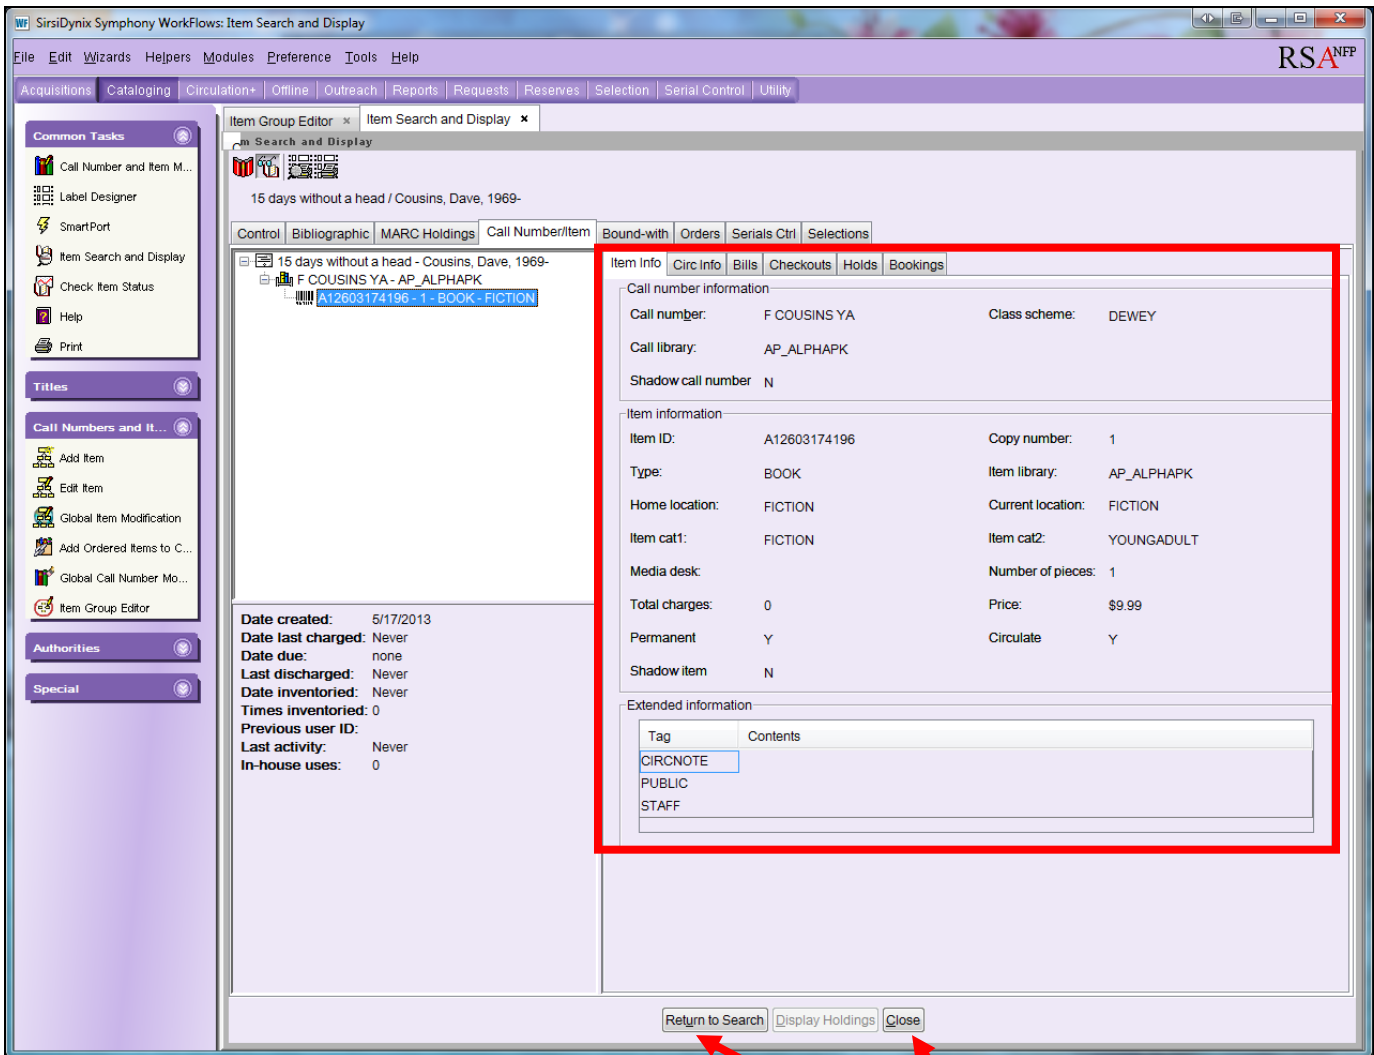 WF SirsiDynix Symphony WorkFlows: Item Search and Display
File Edit Wizards Helpers Modules Preference Tools Help
RSA NFP
Acquisitions Cataloging Circulation+ Offline Outreach Reports Requests Reserves Selection Serial Control Utility
Common Tasks
Call Number and Item M...
Label Designer
SmartPort
Item Search and Display
Check Item Status
Help
Print
Titles
Call Numbers and It...
Add Item
Edit Item
Global Item Modification
Add Ordered Items to C...
Global Call Number Mo...
Item Group Editor
Authorities
Special
Item Group Editor × Item Search and Display ×
m Search and Display
15 days without a head / Cousins, Dave, 1969-
Control Bibliographic MARC Holdings Call Number/Item Bound-with Orders Serials Ctrl Selections
15 days without a head - Cousins, Dave, 1969-
F COUSINS YA - AP_ALPHAPK
A12603174196 - 1 - BOOK - FICTION
Date created: 5/17/2013
Date last charged: Never
Date due: none
Last discharged: Never
Date inventoried: Never
Times inventoried: 0
Previous user ID:
Last activity: Never
In-house uses: 0
Item Info Circ Info Bills Checkouts Holds Bookings
Call number information
Call number: F COUSINS YA Class scheme: DEWEY
Call library: AP_ALPHAPK
Shadow call number N
Item information
Item ID: A12603174196 Copy number: 1
Type: BOOK Item library: AP_ALPHAPK
Home location: FICTION Current location: FICTION
Item cat1: FICTION Item cat2: YOUNGADULT
Media desk: Number of pieces: 1
Total charges: 0 Price: $9.99
Permanent Y Circulate Y
Shadow item N
Extended information
Tag Contents
CIRCNOTE
PUBLIC
STAFF
Return to Search Display Holdings Close